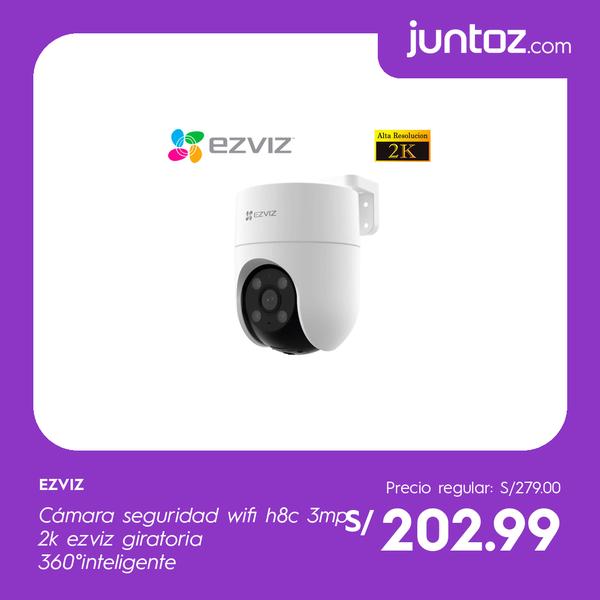 juntoz.com
ezviz
Alta Resolucion
2K
EZVIZ
EZVIZ
Precio regular: S/279.00
Cámara seguridad wifi h8c 3mp
2k ezviz giratoria
360°inteligente
S/ 202.99